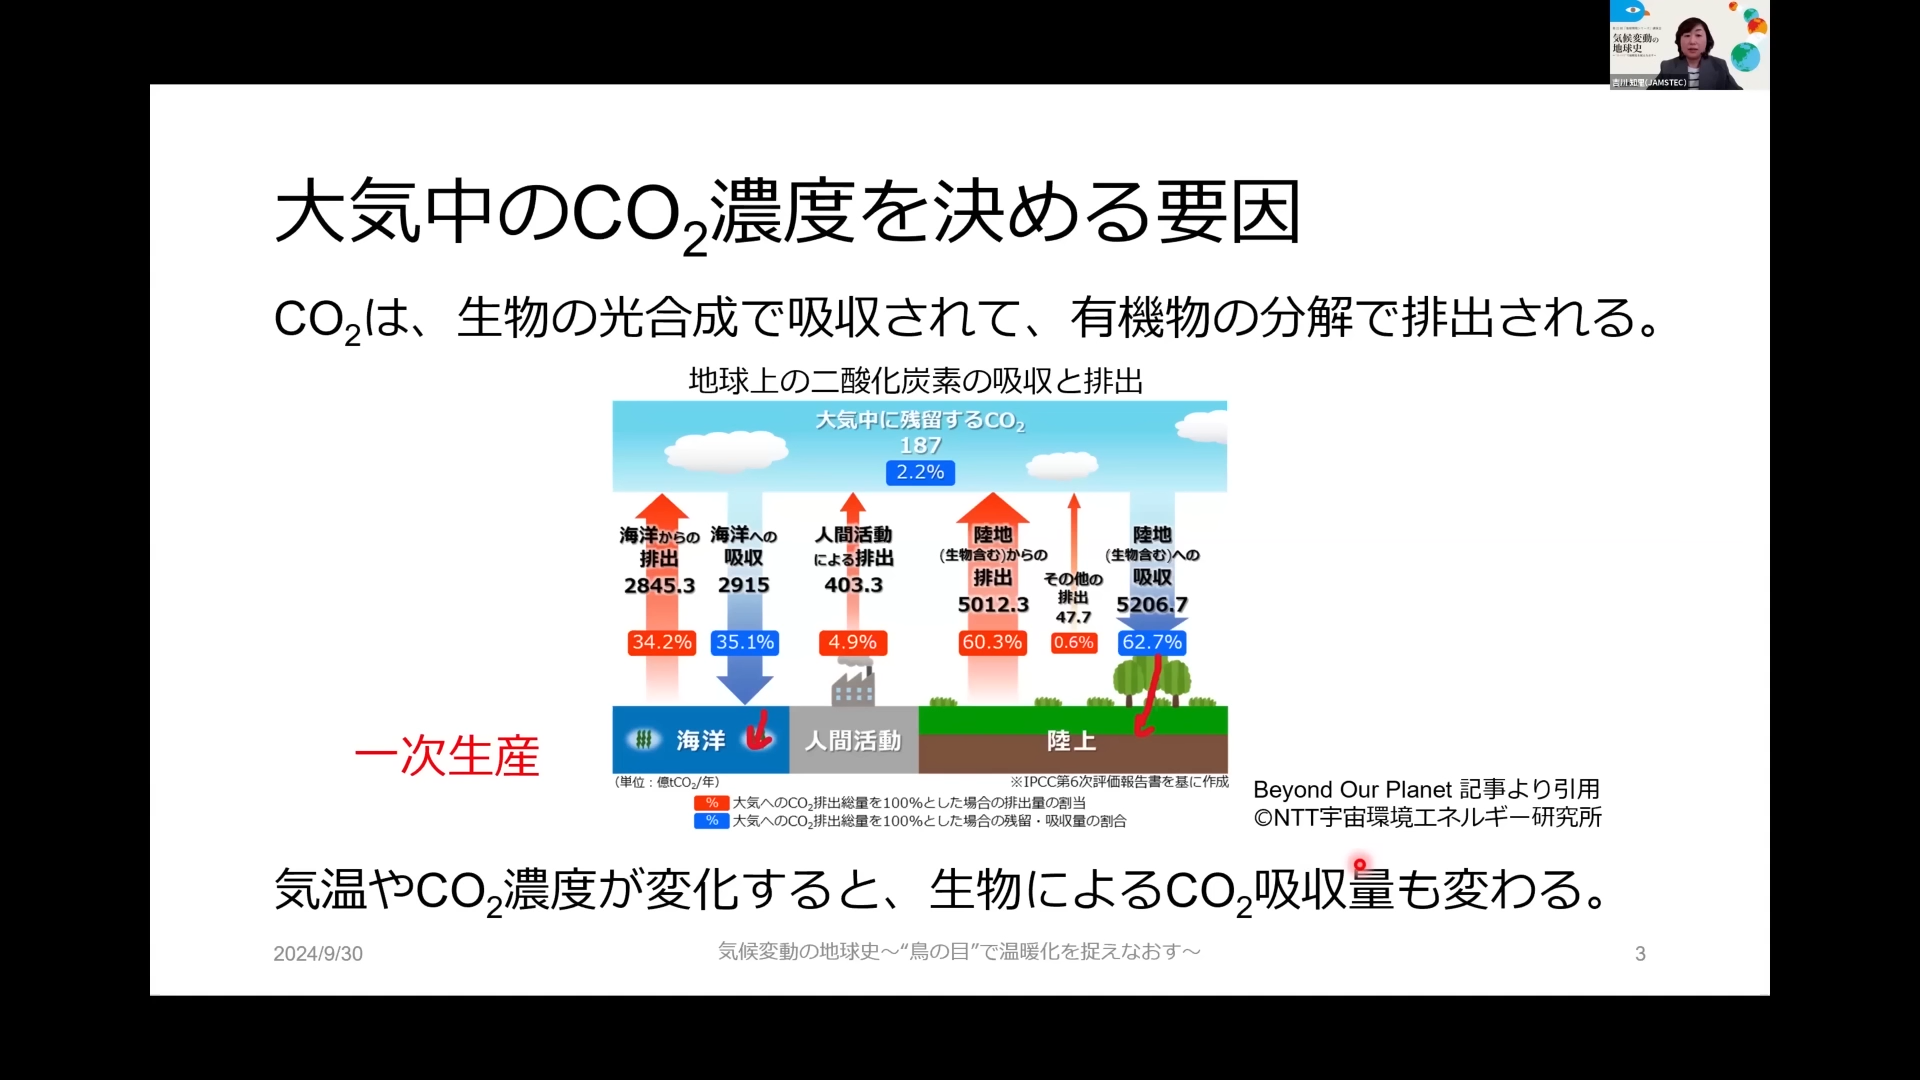 気候変動の
地球史
吉川 知里(JAMSTEC)
大気中のCO2濃度を決める要因
CO2は、生物の光合成で吸収されて、有機物の分解で排出される。
地球上の二酸化炭素の吸収と排出
大気中に残留するCO2
187
2.2%
海洋からの
排出
2845.3
34.2%
海洋への
吸収
2915
35.1%
人間活動
による排出
403.3
4.9%
陸地
(生物含む)からの
排出
5012.3
60.3%
その他の
排出
47.7
0.6%
陸地
(生物含む)への
吸収
5206.7
62.7%
海洋
人間活動
陸上
一次生産
(単位:億tCO2/年)
※IPCC第6次評価報告書を基に作成
% 大気へのCO2排出総量を100%とした場合の排出量の割当
% 大気へのCO2排出総量を100%とした場合の残留・吸収量の割合
Beyond Our Planet 記事より引用
©NTT宇宙環境エネルギー研究所
気温やCO2濃度が変化すると、生物によるCO2吸収量も変わる。
2024/9/30
気候変動の地球史～“鳥の目”で温暖化を捉えなおす～
3